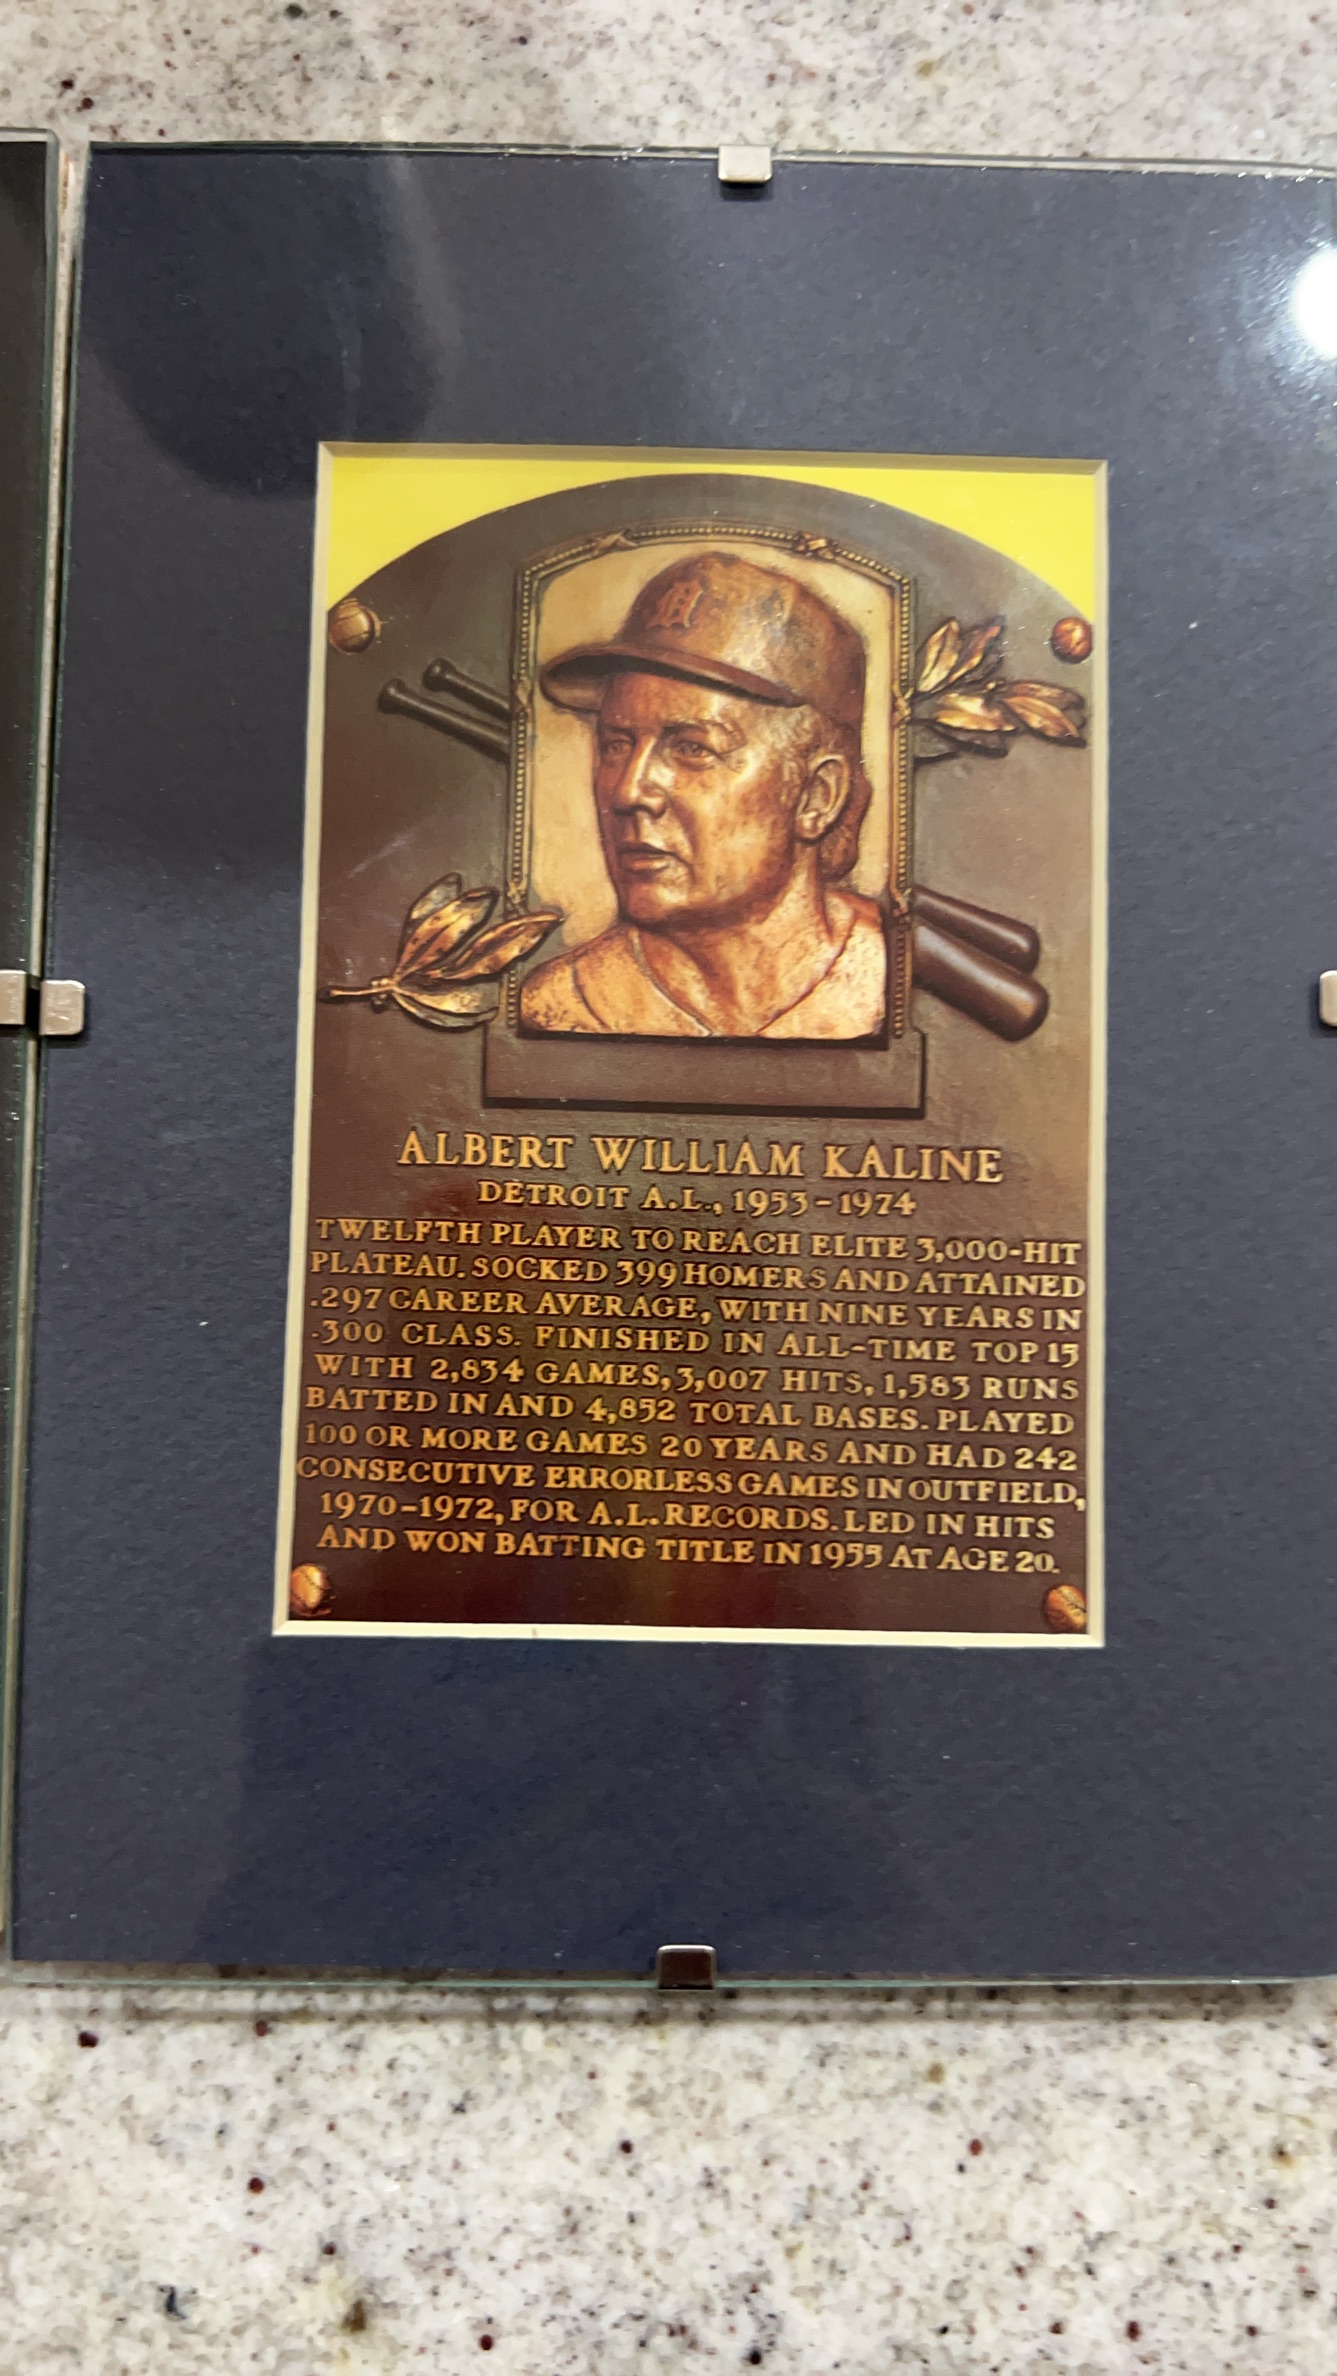 D
ALBERT WILLIAM KALINE
DETROIT A.L., 1953-1974
TWELFTH PLAYER TO REACH ELITE 3,000-HIT
PLATEAU. SOCKED 399 HOMERS AND ATTAINED
.297 CAREER AVERAGE, WITH NINE YEARS IN
.300 CLASS. FINISHED IN ALL-TIME TOP 15
WITH 2,834 GAMES, 3,007 HITS, 1,583 RUNS
BATTED IN AND 4,852 TOTAL BASES. PLAYED
100 OR MORE GAMES 20 YEARS AND HAD 242
CONSECUTIVE ERRORLESS GAMES IN OUTFIELD,
1970-1972, FOR A.L. RECORDS. LED IN HITS
AND WON BATTING TITLE IN 1955 AT AGE 20.